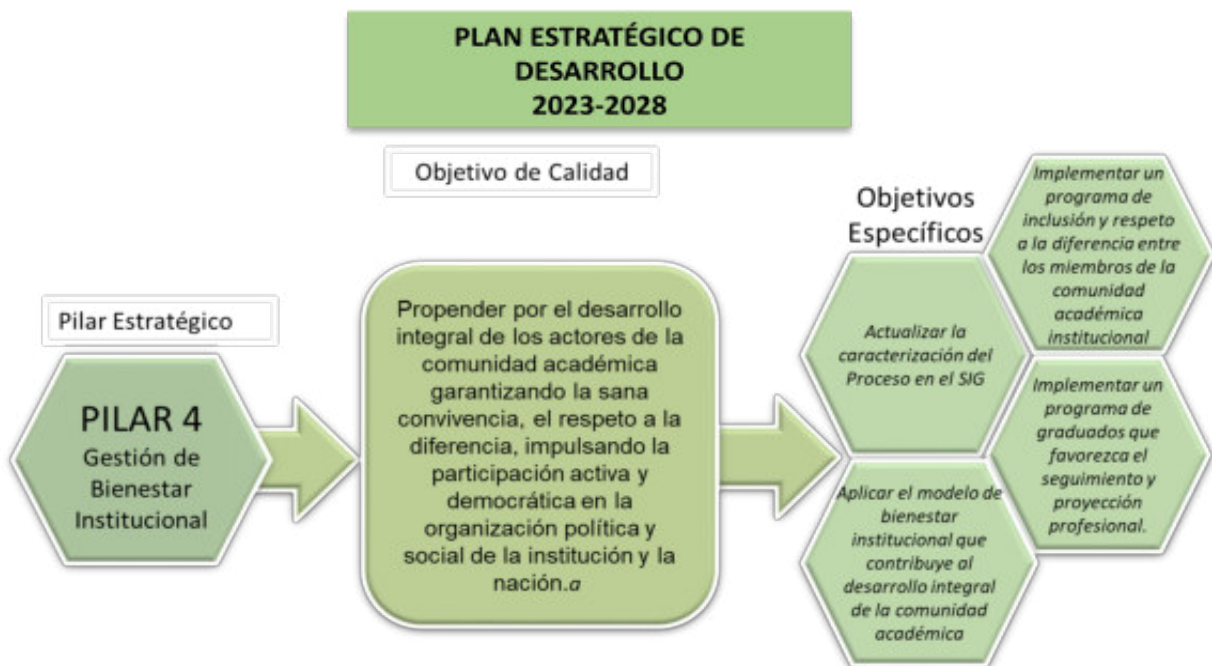 PLAN ESTRATÉGICO DE
DESARROLLO
2023-2028
Objetivo de Calidad
Pilar Estratégico
PILAR 4
Gestión de
Bienestar
Institucional
Propender por el desarrollo
integral de los actores de la
comunidad académica
garantizando la sana
convivencia, el respeto a la
diferencia, impulsando la
participación activa y
democrática en la
organización política y
social de la institución y la
nación.a
Objetivos
Específicos
Implementar un
programa de
inclusión y respeto
a la diferencia entre
los miembros de la
comunidad
académica
institucional
Actualizar la
caracterización del
Proceso en el SIG
Implementar un
programa de
graduados que
favorezca el
seguimiento y
proyección
profesional.
Aplicar el modelo de
bienestar
institucional que
contribuye al
desarrollo integral
de la comunidad
académica